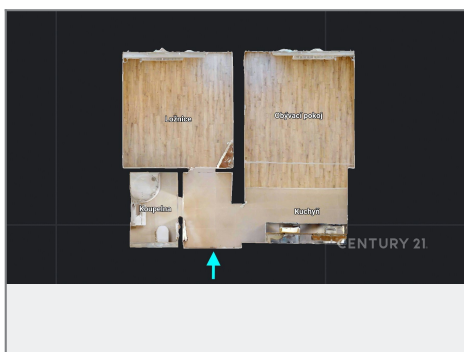 Ložnice
Obývací pokoj
Koupelna
Kuchyň
CENTURY 21.